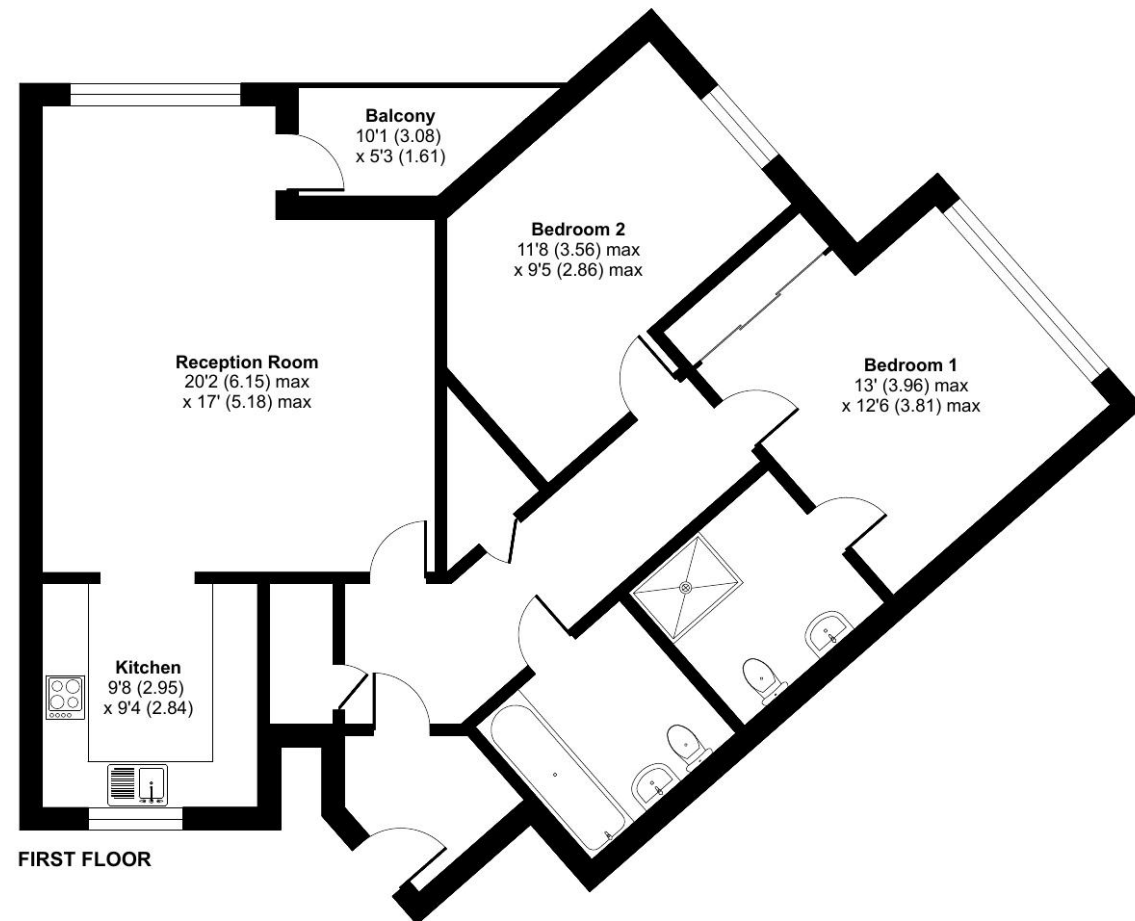 Balcony
10'1 (3.08)
x 5'3 (1.61)
Bedroom 2
11'8 (3.56) max
x 9'5 (2.86) max
Reception Room
20'2 (6.15) max
x 17' (5.18) max
Bedroom 1
13' (3.96) max
x 12'6 (3.81) max
Kitchen
9'8 (2.95)
x 9'4 (2.84)
FIRST FLOOR